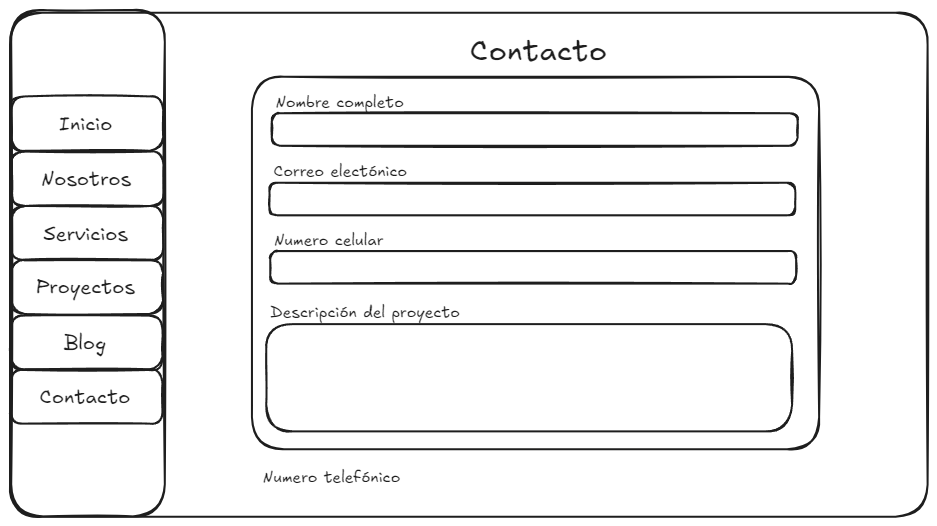 Contacto
Inicio
Nosotros
Servicios
Proyectos
Blog
Contacto
Nombre completo
Correo electónico
Numero celular
Descripción del proyecto
Numero telefónico